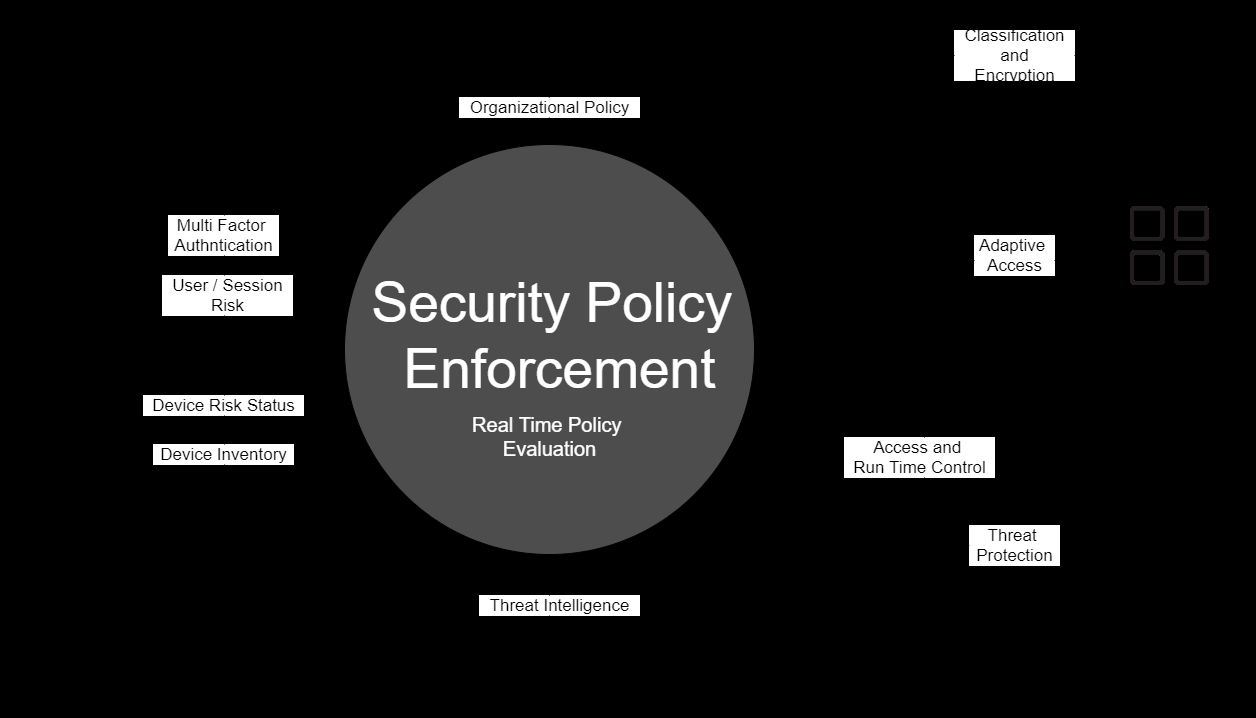 Classification
and
Encryption
Organizational Policy
Multi Factor
Authntication
User / Session
Risk
Adaptive
Access
Security Policy
Enforcement
Real Time Policy
Evaluation
Device Risk Status
Device Inventory
Access and
Run Time Control
Threat
Protection
Threat Intelligence